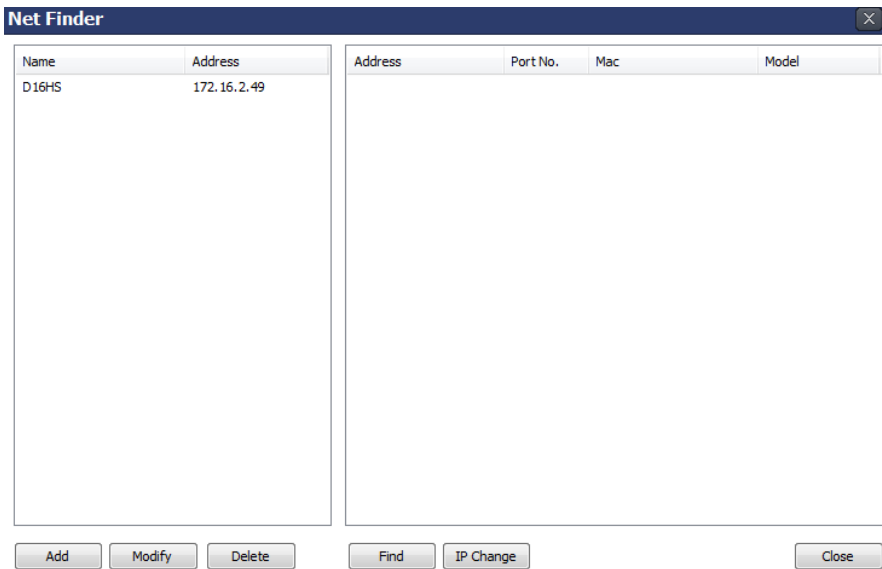 Net Finder
Name Address
D16HS 172.16.2.49
Address Port No. Mac Model
Add Modify Delete Find IP Change Close